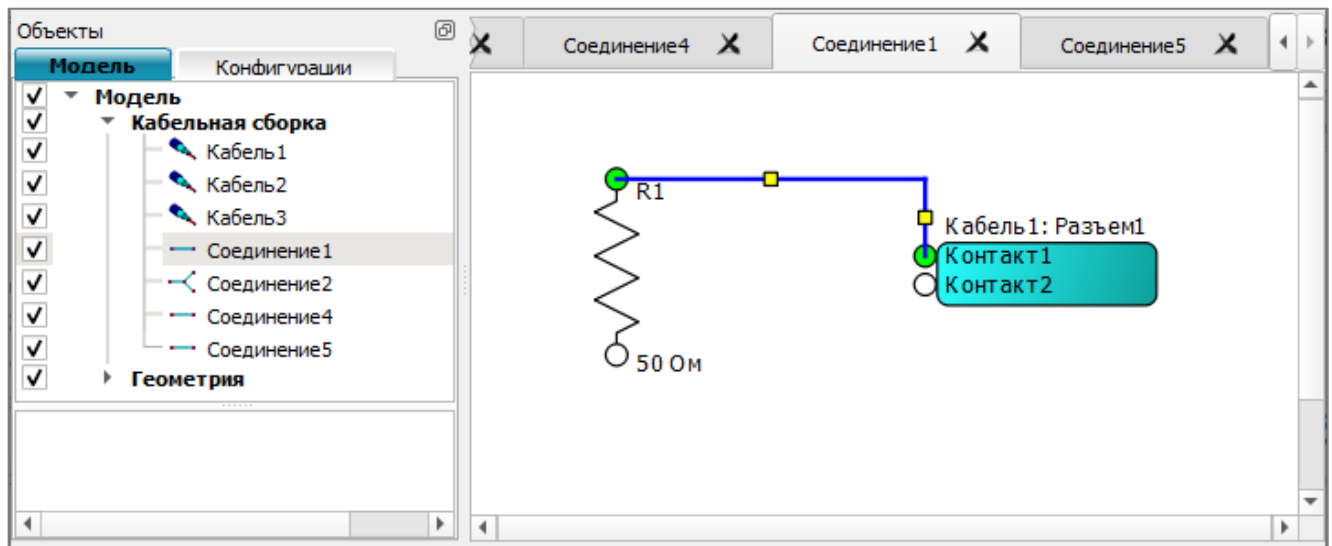 Объекты
Модель
Конфигурации
Модель
Кабельная сборка
Кабель1
Кабель2
Кабель3
Соединение1
Соединение2
Соединение4
Соединение5
Геометрия
Соединение4
Соединение1
Соединение5
R1
50 Ом
Кабель1: Разъем1
Контакт1
Контакт2